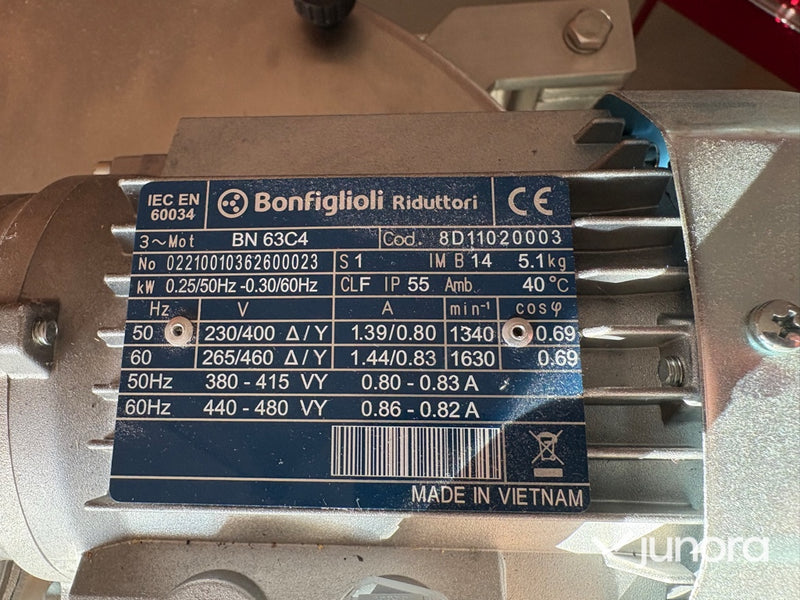 IEC EN
60034
Bonfiglioli Riduttori
CE
3~Mot BN 63C4 Cod. 8D11020003
No 02210010362600023 S1 IM B14 5.1kg
kW 0.25/50Hz -0.30/60Hz CLF IP 55 Amb. 40°C
Hz V A min⁻¹ cosφ
50 230/400 Δ/Y 1.39/0.80 1340 0.69
60 265/460 Δ/Y 1.44/0.83 1630 0.69
50Hz 380 - 415 VY 0.80 - 0.83 A
60Hz 440 - 480 VY 0.86 - 0.82 A
MADE IN VIETNAM
junora